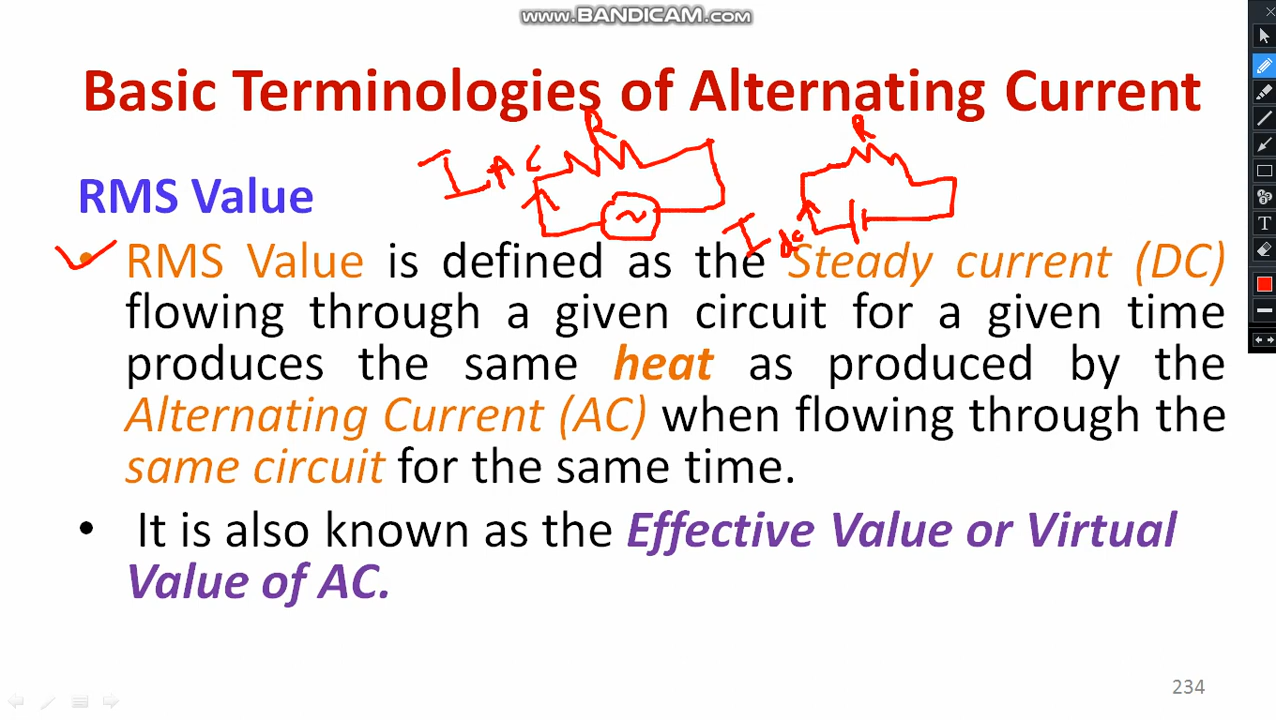 www.BANDICAM.com
Basic Terminologies of Alternating Current
R
R
I AC
RMS Value
I dc
• RMS Value is defined as the Steady current (DC)
flowing through a given circuit for a given time
produces the same heat as produced by the
Alternating Current (AC) when flowing through the
same circuit for the same time.
• It is also known as the Effective Value or Virtual
Value of AC.
234